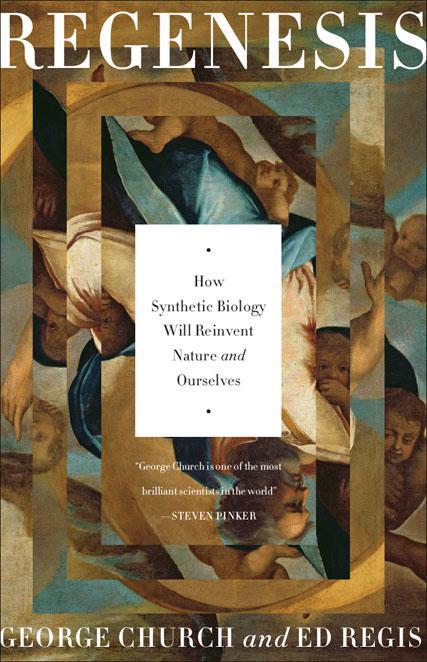 REGENESIS
•
How
Synthetic Biology
Will Reinvent
Nature and
Ourselves
•
"George Church is one of the most
brilliant scientists in the world"
—STEVEN PINKER
GEORGE CHURCH and ED REGIS